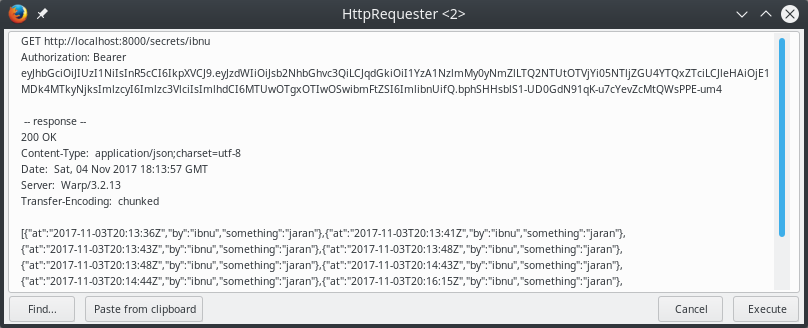 HttpRequester <2>
GET http://localhost:8000/secrets/ibnu
Authorization: Bearer
eyJhbGciOiJIUzI1NiIsInR5cCI6IkpXVCJ9.eyJzdWIiOiJsb2NhbGhvc3QiLCJqdGkiOiI1YzA1NzlmMy0yNmZlLTQ2NTUtOTVjYi05NTljZGU4YTQxZTciLCJleHAiOjE1
MDk4MTkyNjksImlzcyI6Imlzc3VlciIsImlhdCI6MTUwOTgxOTIwOSwibmFtZSI6ImlibnUifQ.bphSHHsblS1-UD0GdN91qK-u7cYevZcMtQWsPPE-um4
-- response --
200 OK
Content-Type:  application/json;charset=utf-8
Date:  Sat, 04 Nov 2017 18:13:57 GMT
Server:  Warp/3.2.13
Transfer-Encoding:  chunked
[{"at":"2017-11-03T20:13:36Z","by":"ibnu","something":"jaran"},{"at":"2017-11-03T20:13:41Z","by":"ibnu","something":"jaran"},
{"at":"2017-11-03T20:13:43Z","by":"ibnu","something":"jaran"},{"at":"2017-11-03T20:13:48Z","by":"ibnu","something":"jaran"},
{"at":"2017-11-03T20:13:48Z","by":"ibnu","something":"jaran"},{"at":"2017-11-03T20:14:43Z","by":"ibnu","something":"jaran"},
{"at":"2017-11-03T20:14:44Z","by":"ibnu","something":"jaran"},{"at":"2017-11-03T20:16:15Z","by":"ibnu","something":"jaran"},
Find... Paste from clipboard Cancel Execute